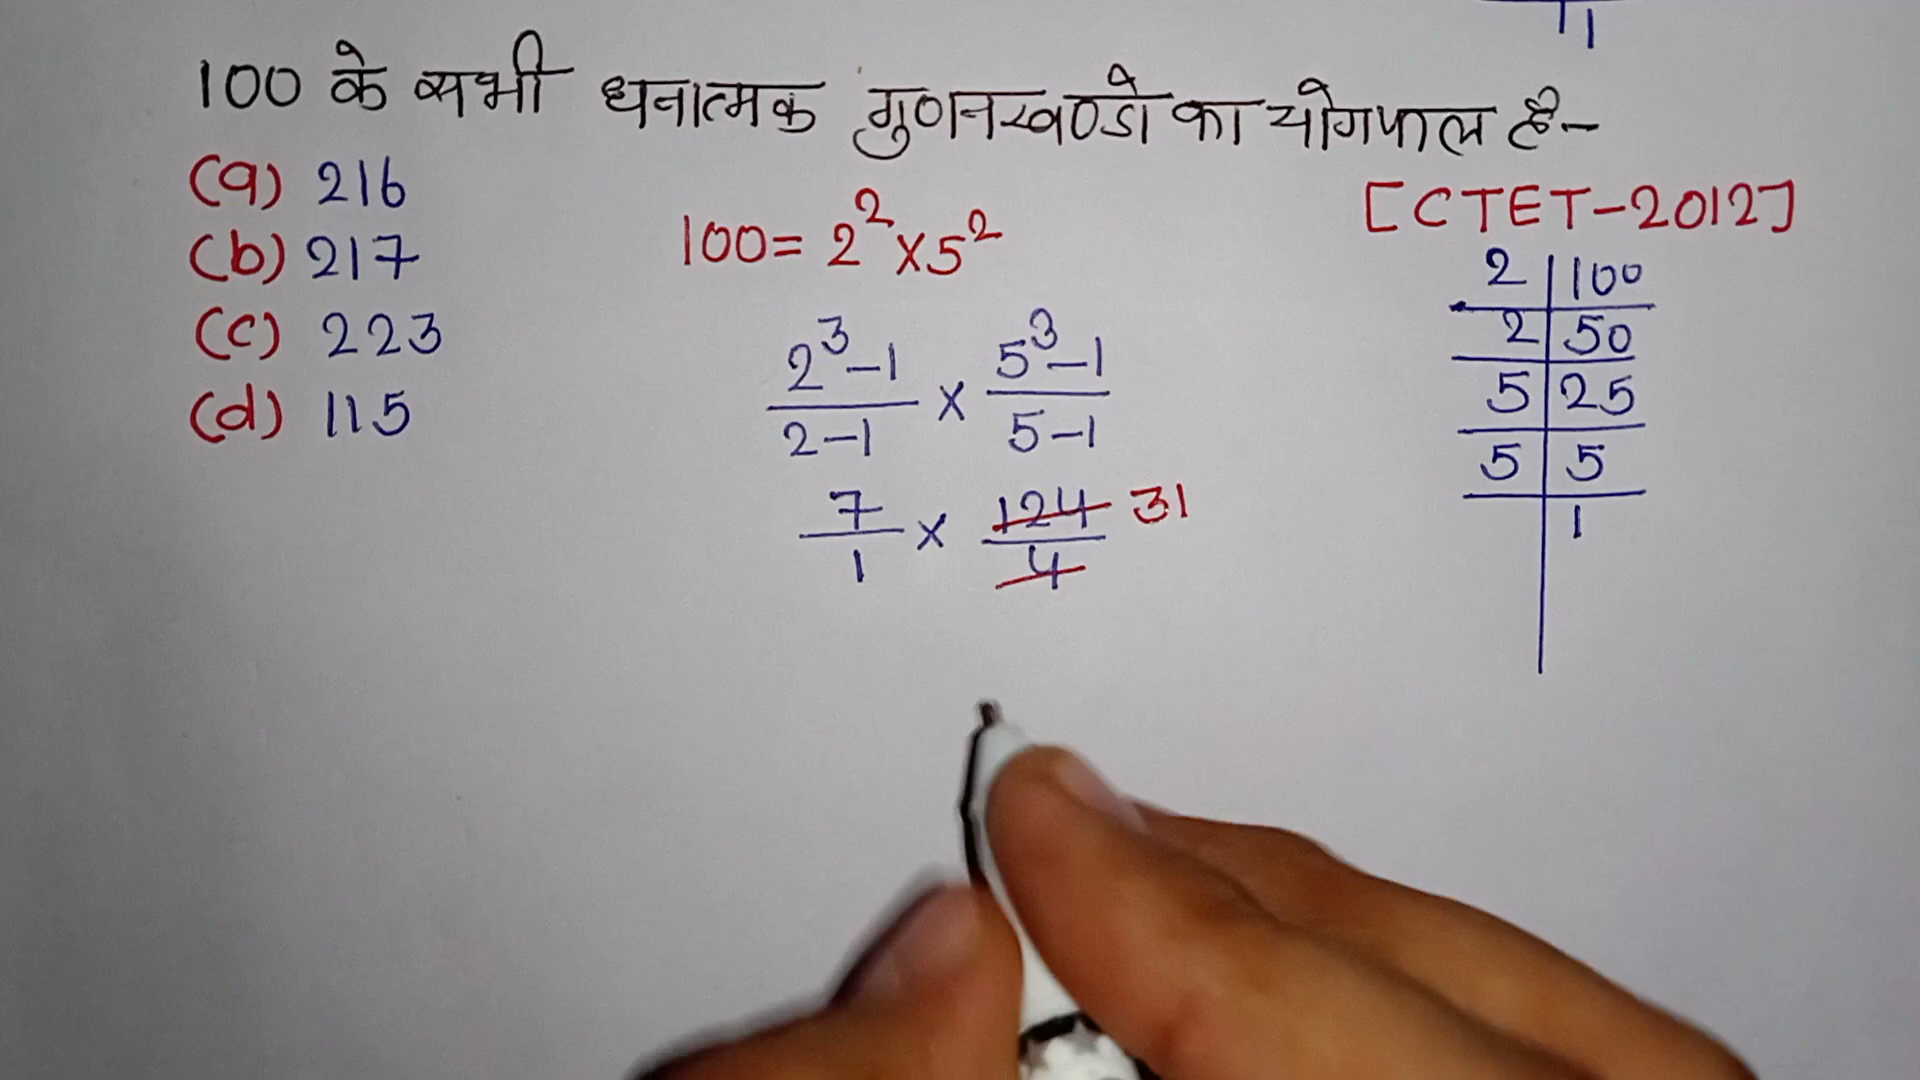 100 के सभी धनात्मक गुणनखण्डो का योगफल है-
[CTET-2012]
(a) 216
(b) 217
(c) 223
(d) 115
100 = 2² × 5²
2³-1 / 2-1 × 5³-1 / 5-1
7/1 × 124/4 31
2 | 100
2 | 50
5 | 25
5 | 5
| 1